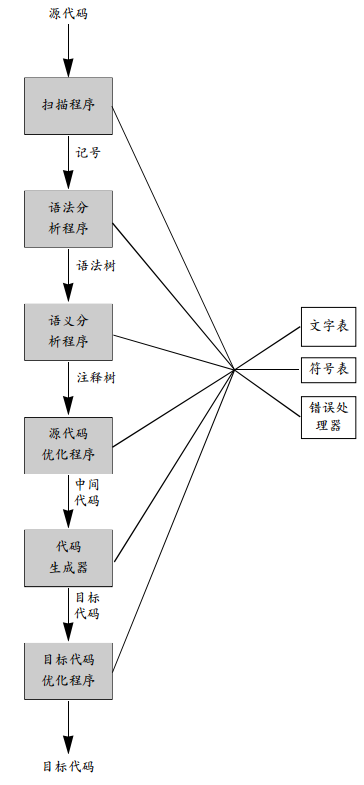 源代码
扫描程序
记号
语法分
析程序
语法树
语义分
析程序
注释树
源代码
优化程序
中间
代码
代码
生成器
目标
代码
目标代码
优化程序
目标代码
文字表
符号表
错误处
理器